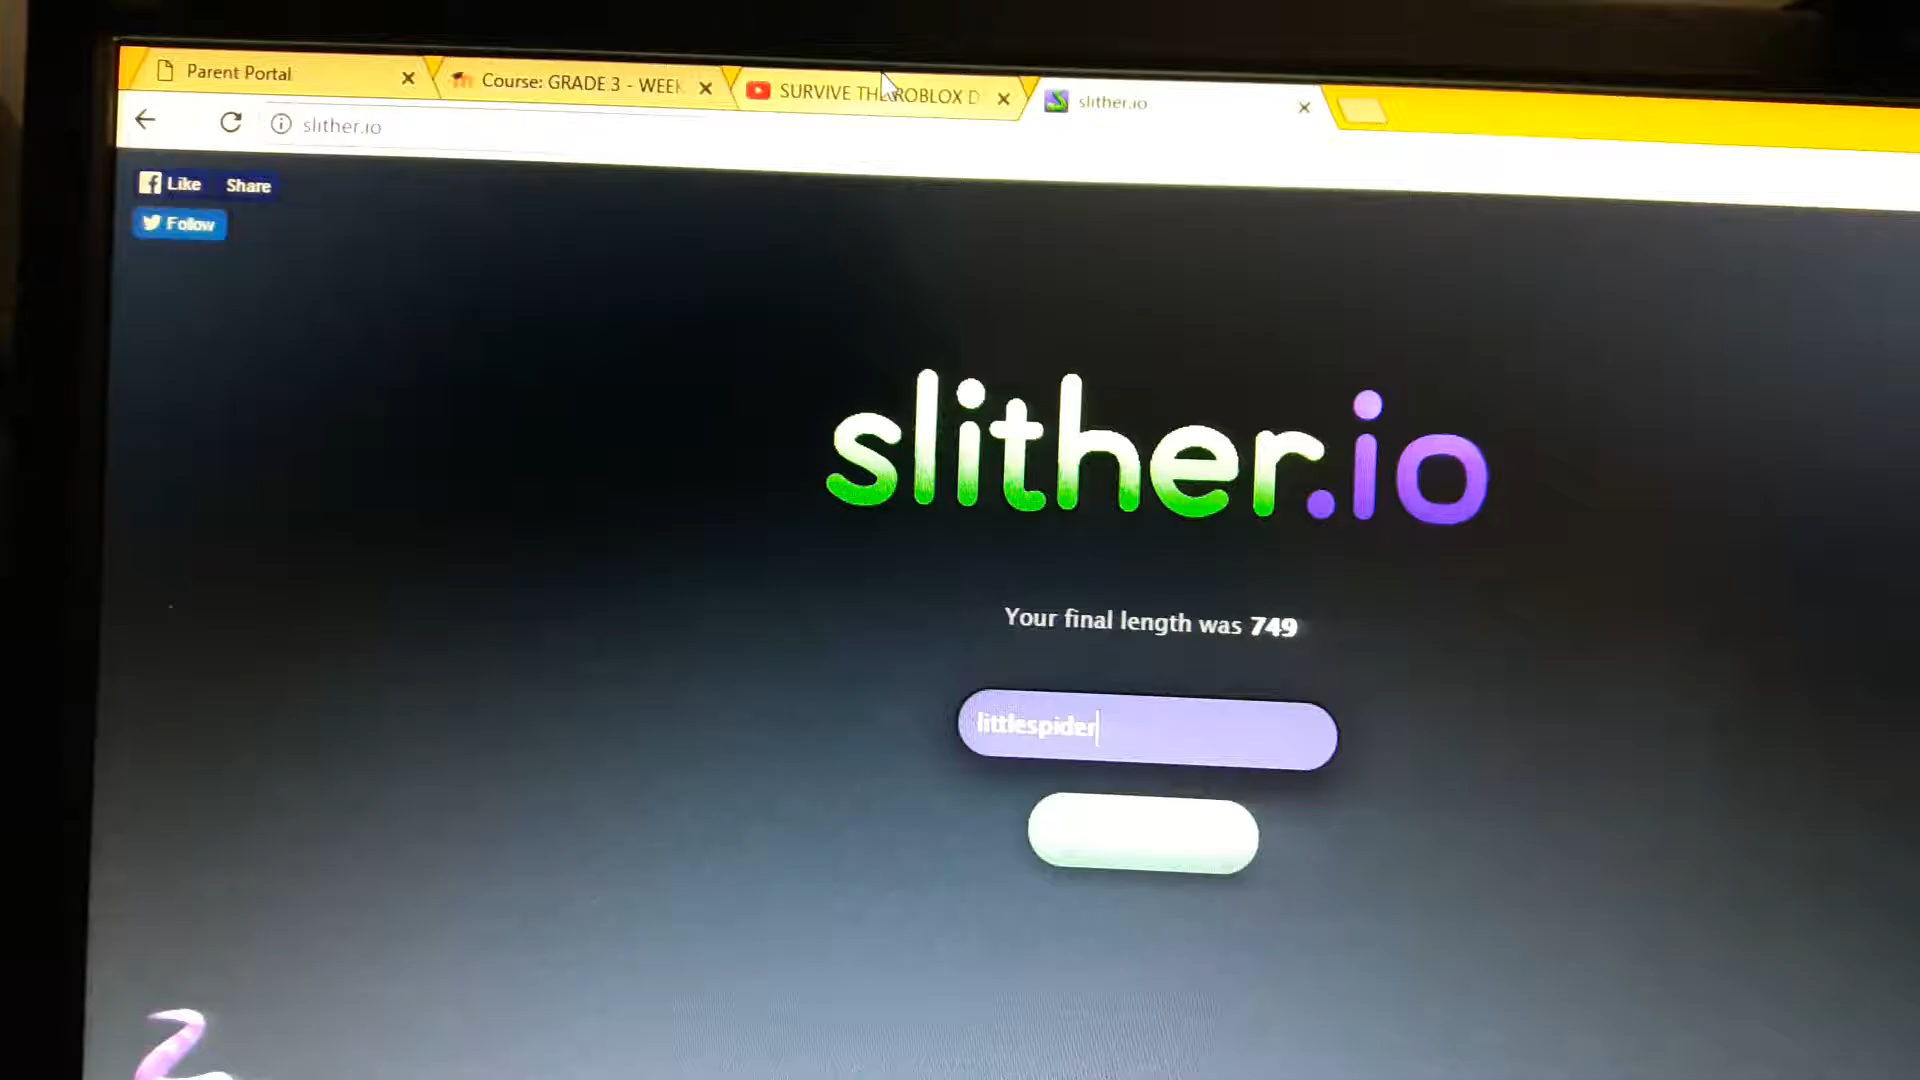 Parent Portal
Course: GRADE 3 - WEEK
SURVIVE THE ROBLOX D
slither.io
slither.io
Like Share
Follow
slither.io
Your final length was 749
littlespider